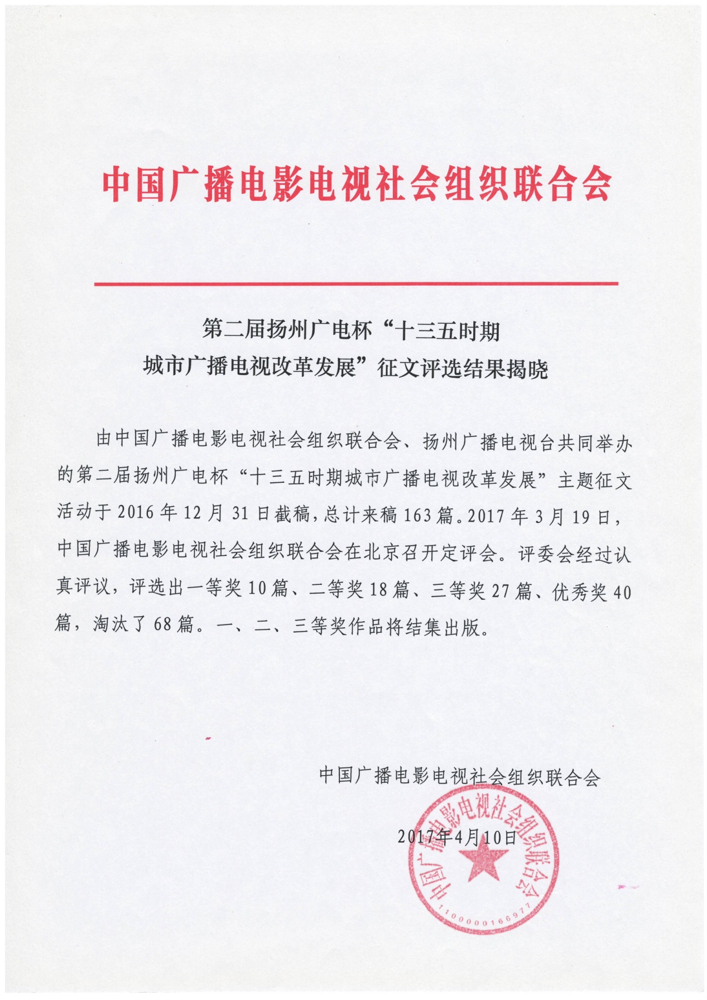 中国广播电影电视社会组织联合会
第二届扬州广电杯“十三五时期
城市广播电视改革发展”征文评选结果揭晓
由中国广播电影电视社会组织联合会、扬州广播电视台共同举办
的第二届扬州广电杯“十三五时期城市广播电视改革发展”主题征文
活动于2016年12月31日截稿,总计来稿163篇。2017年3月19日，
中国广播电影电视社会组织联合会在北京召开定评会。评委会经过认
真评议，评选出一等奖10篇、二等奖18篇、三等奖27篇、优秀奖40
篇，淘汰了68篇。一、二、三等奖作品将结集出版。
中国广播电影电视社会组织联合会
2017年4月10日
中国广播电影电视社会组织联合会
1100000166977